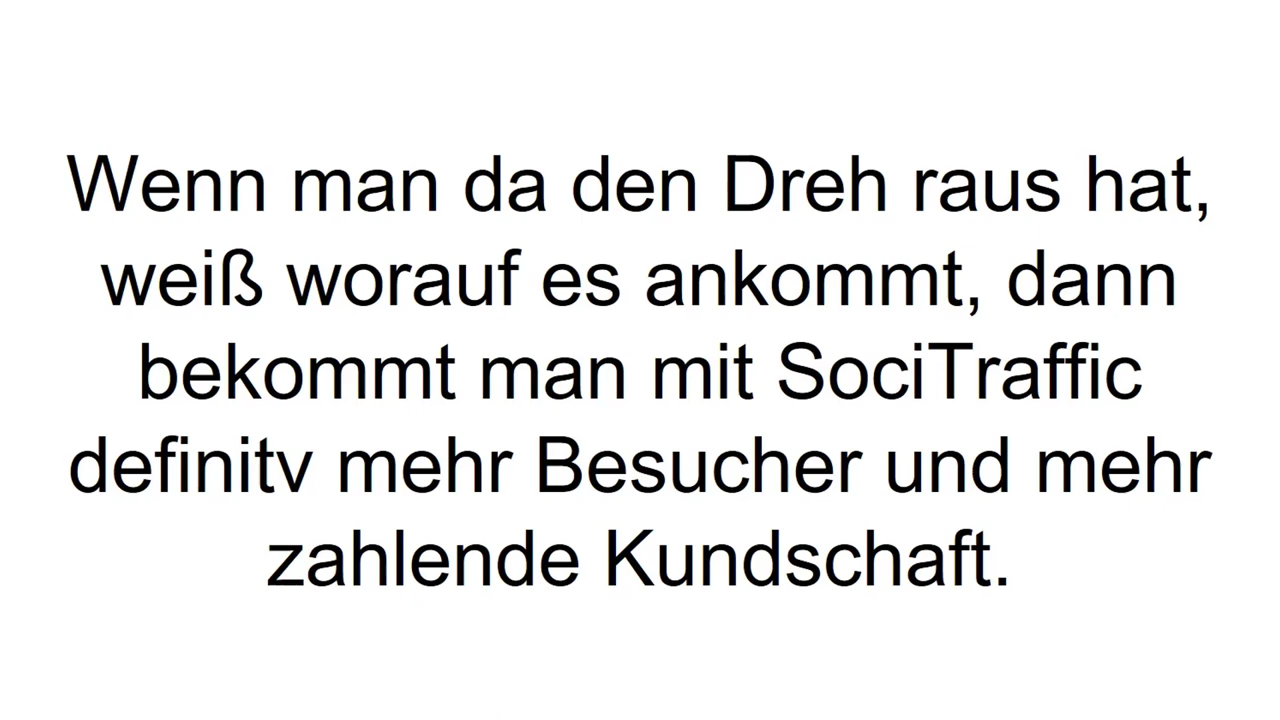 Wenn man da den Dreh raus hat,
weiß worauf es ankommt, dann
bekommt man mit SociTraffic
definitv mehr Besucher und mehr
zahlende Kundschaft.